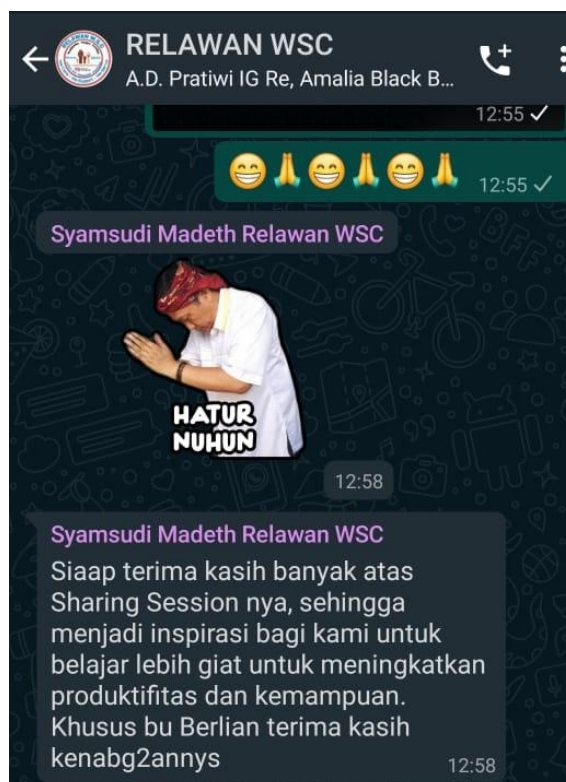 RELAWAN WSC
A.D. Pratiwi IG Re, Amalia Black B...
12:55
12:55
Syamsudi Madeth Relawan WSC
HATUR
NUHUN
12:58
Syamsudi Madeth Relawan WSC
Siaap terima kasih banyak atas
Sharing Session nya, sehingga
menjadi inspirasi bagi kami untuk
belajar lebih giat untuk meningkatkan
produktifitas dan kemampuan.
Khusus bu Berlian terima kasih
kenabg2annys
12:58